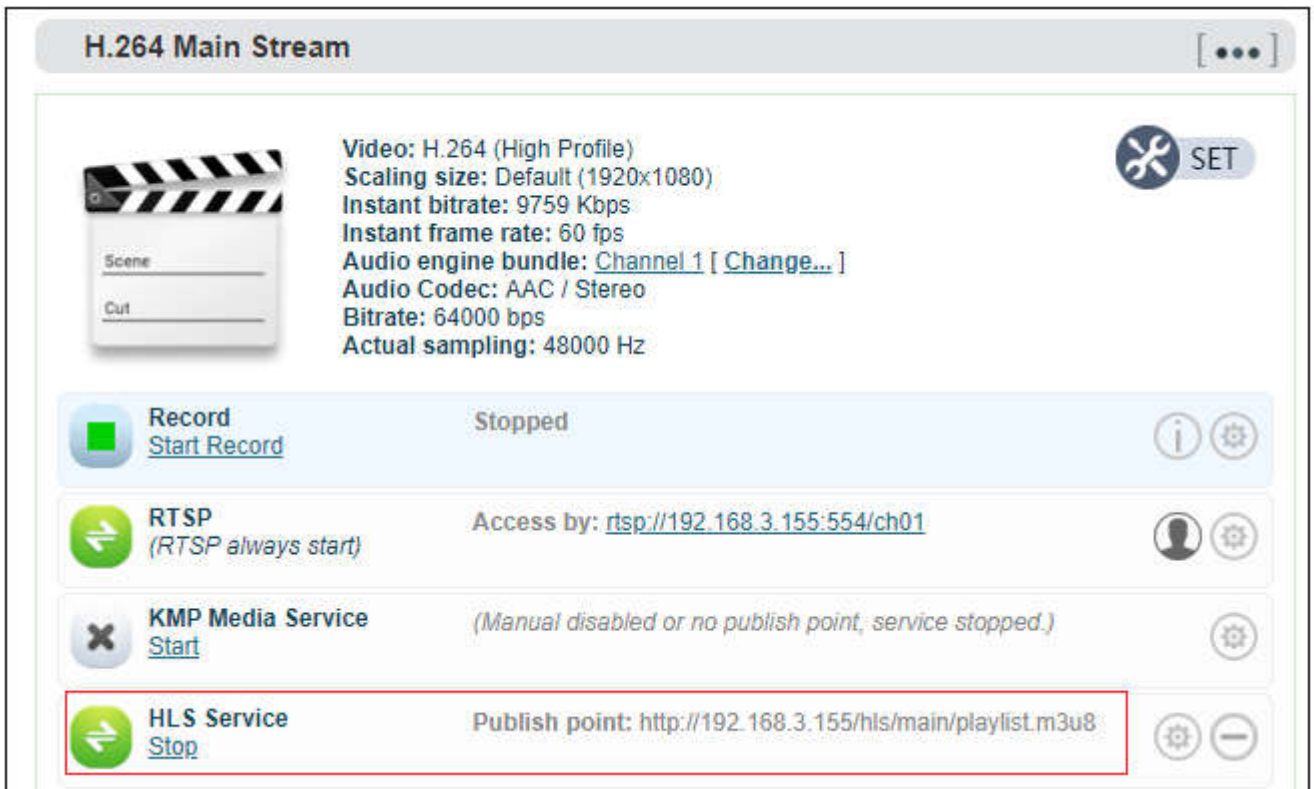 H.264 Main Stream
[•••]
Video: H.264 (High Profile)
Scaling size: Default (1920x1080)
Instant bitrate: 9759 Kbps
Instant frame rate: 60 fps
Audio engine bundle: Channel 1 [ Change... ]
Audio Codec: AAC / Stereo
Bitrate: 64000 bps
Actual sampling: 48000 Hz
SET
Scene
Cut
Record
Start Record
Stopped
i
RTSP
(RTSP always start)
Access by: rtsp://192.168.3.155:554/ch01
KMP Media Service
Start
(Manual disabled or no publish point, service stopped.)
HLS Service
Stop
Publish point: http://192.168.3.155/hls/main/playlist.m3u8